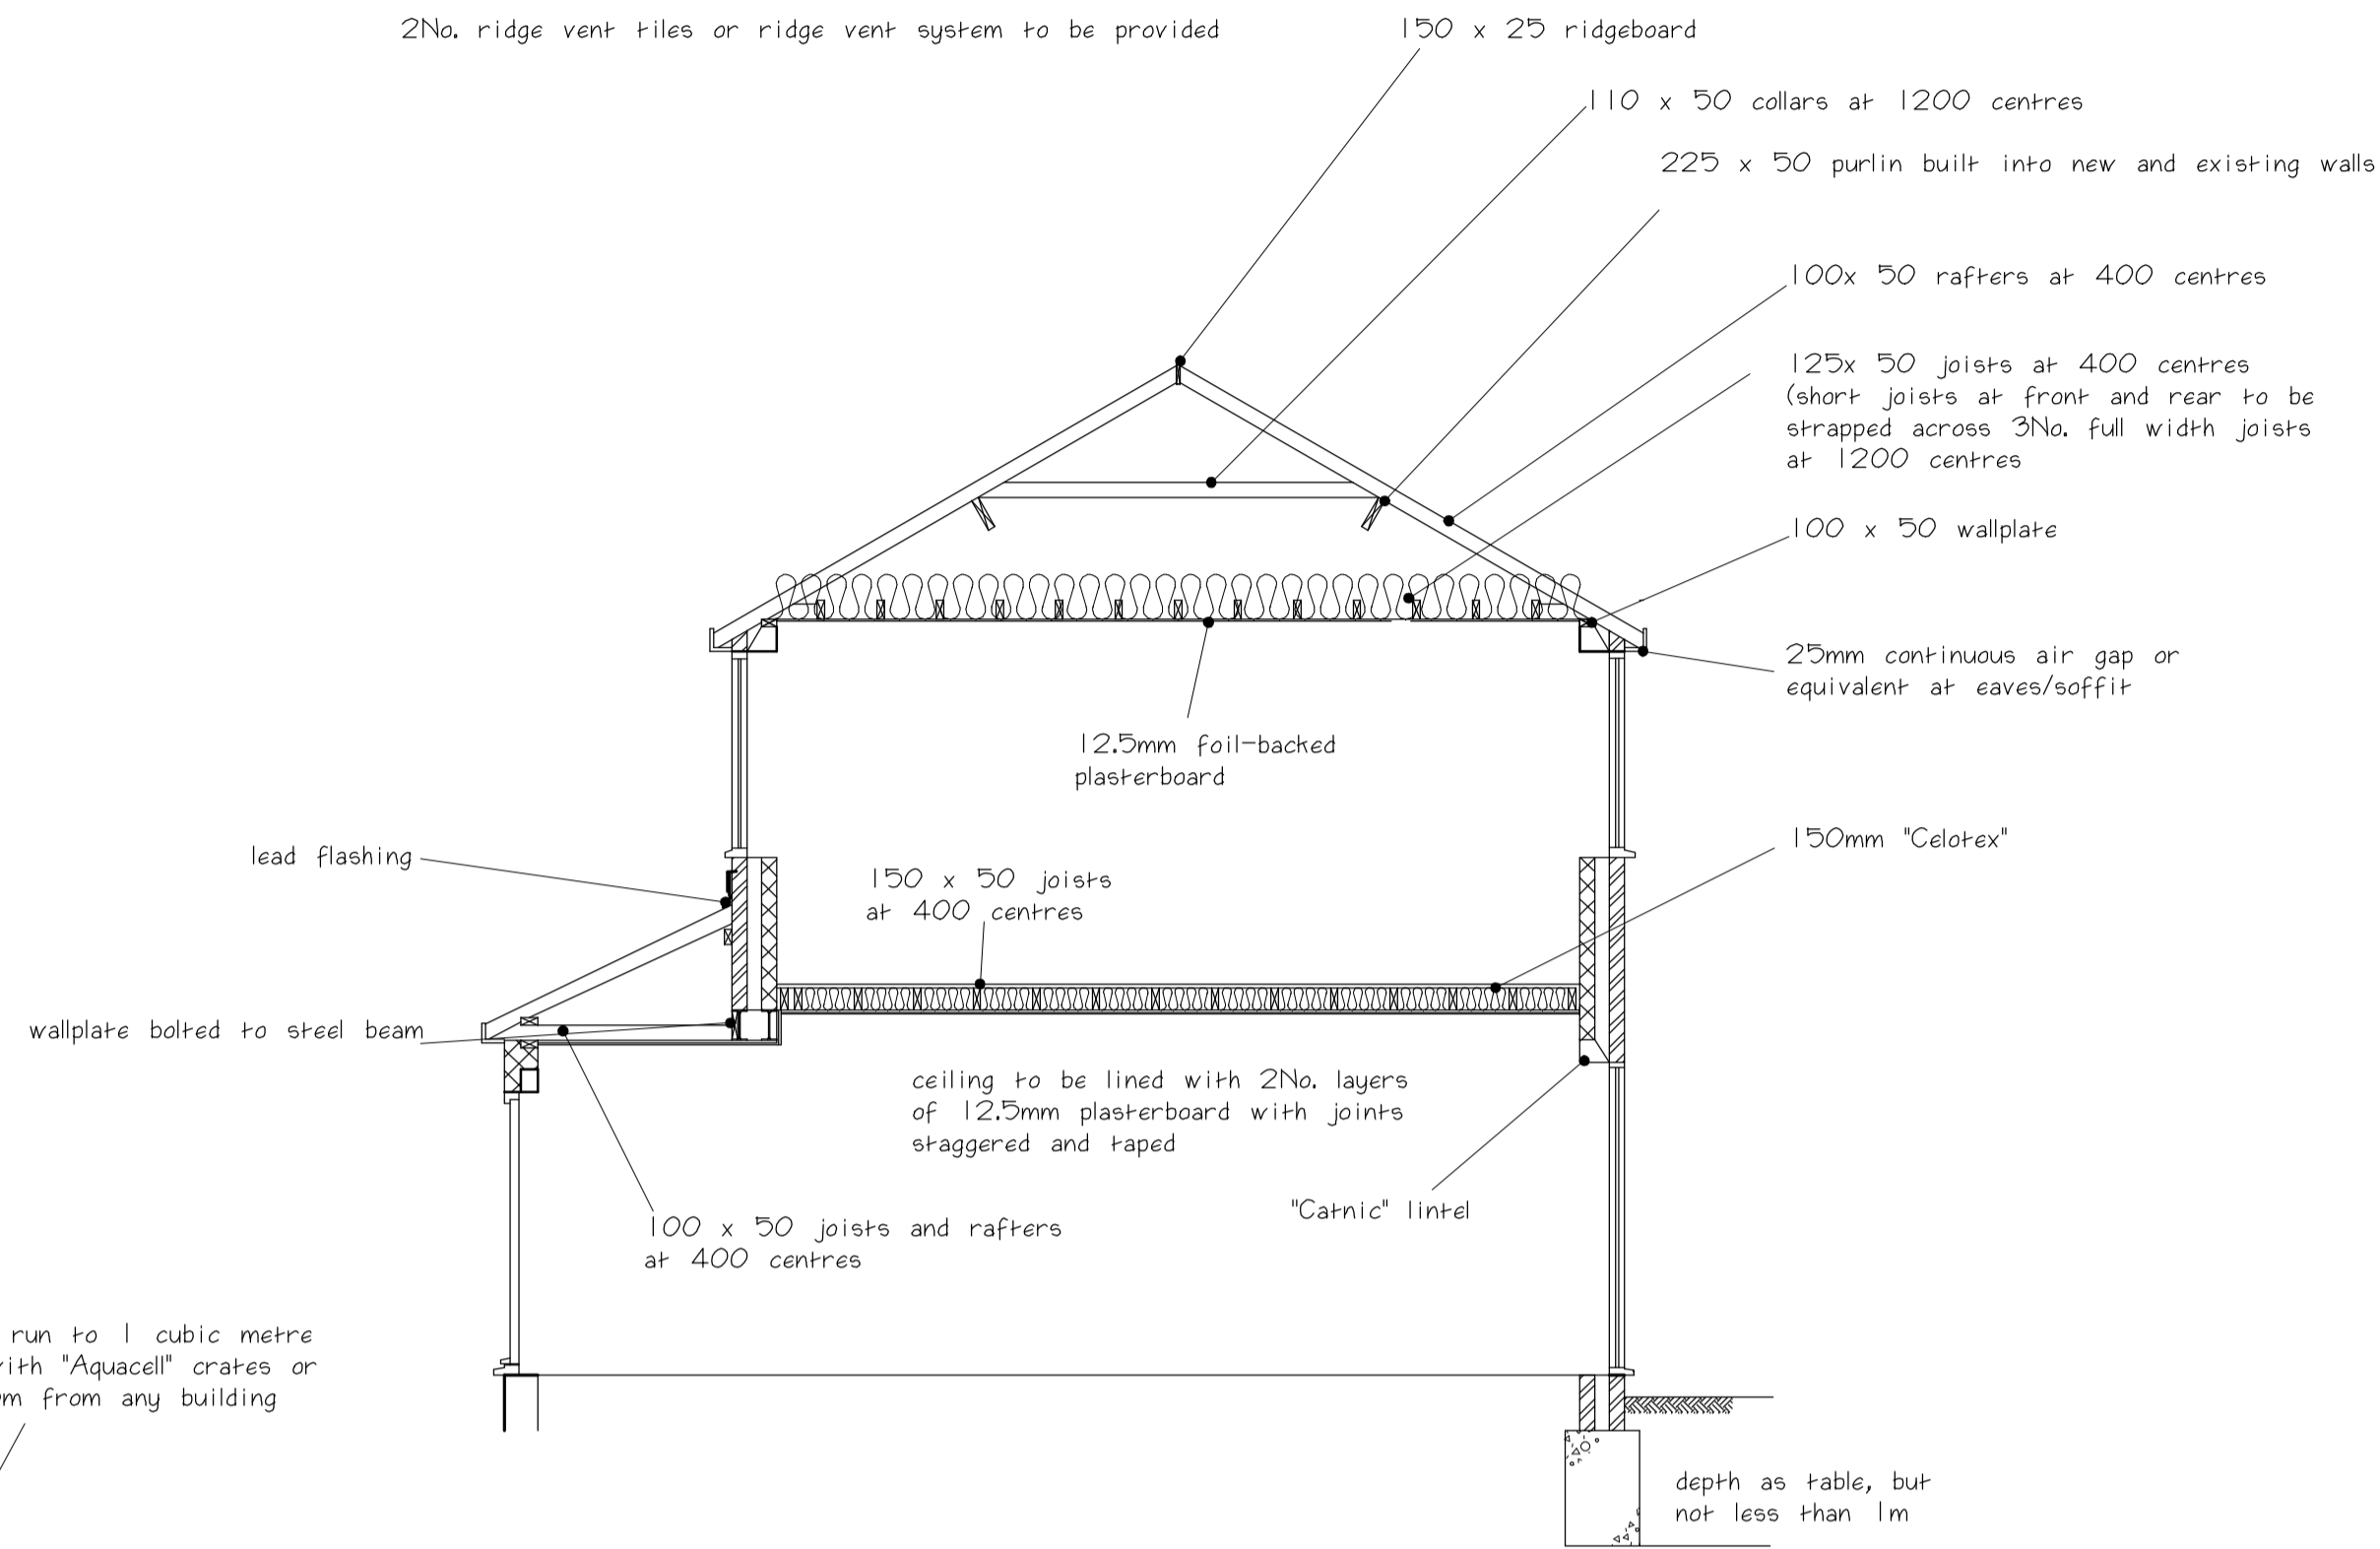 2No. ridge vent tiles or ridge vent system to be provided
150 x 25 ridgeboard
110 x 50 collars at 1200 centres
225 x 50 purlin built into new and existing walls
100x 50 rafters at 400 centres
125x 50 joists at 400 centres
(short joists at front and rear to be
strapped across 3No. full width joists
at 1200 centres
100 x 50 wallplate
25mm continuous air gap or
equivalent at eaves/soffit
12.5mm foil-backed
plasterboard
150mm "Celotex"
lead flashing
150 x 50 joists
at 400 centres
wallplate bolted to steel beam
ceiling to be lined with 2No. layers
of 12.5mm plasterboard with joints
staggered and taped
"Catnic" lintel
100 x 50 joists and rafters
at 400 centres
run to 1 cubic metre
"Aquacell" crates or
from any building
depth as table, but
not less than 1m